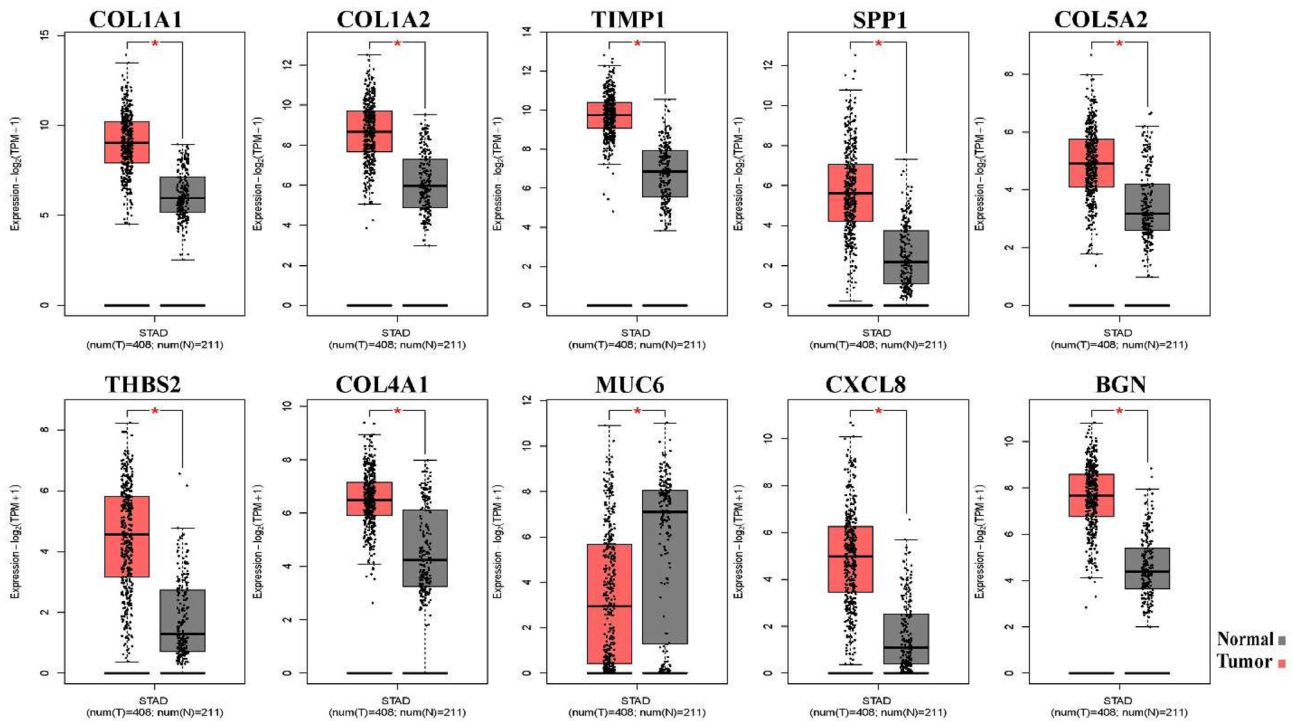 COL1A1 COL1A2 TIMP1 SPP1 COL5A2
* * * * *
Expression − log2(TPM−1)
0 5 10 15
STAD
(num(T)=408; num(N)=211)
Expression − log2(TPM−1)
0 2 4 6 8 10 12
STAD
(num(T)=408; num(N)=211)
Expression − log2(TPM−1)
0 2 4 6 8 10 12
STAD
(num(T)=408; num(N)=211)
Expression − log2(TPM−1)
0 2 4 6 8 10 12
STAD
(num(T)=408; num(N)=211)
Expression − log2(TPM−1)
0 2 4 6 8
STAD
(num(T)=408; num(N)=211)
THBS2 COL4A1 MUC6 CXCL8 BGN
* * * * *
Expression − log2(TPM+1)
0 2 4 6 8
STAD
(num(T)=408; num(N)=211)
Expression − log2(TPM+1)
0 2 4 6 8 10
STAD
(num(T)=408; num(N)=211)
Expression − log2(TPM+1)
0 2 4 6 8 10 12
STAD
(num(T)=408; num(N)=211)
Expression − log2(TPM+1)
0 2 4 6 8 10
STAD
(num(T)=408; num(N)=211)
Expression − log2(TPM+1)
0 2 4 6 8 10
STAD
(num(T)=408; num(N)=211)
Normal
Tumor